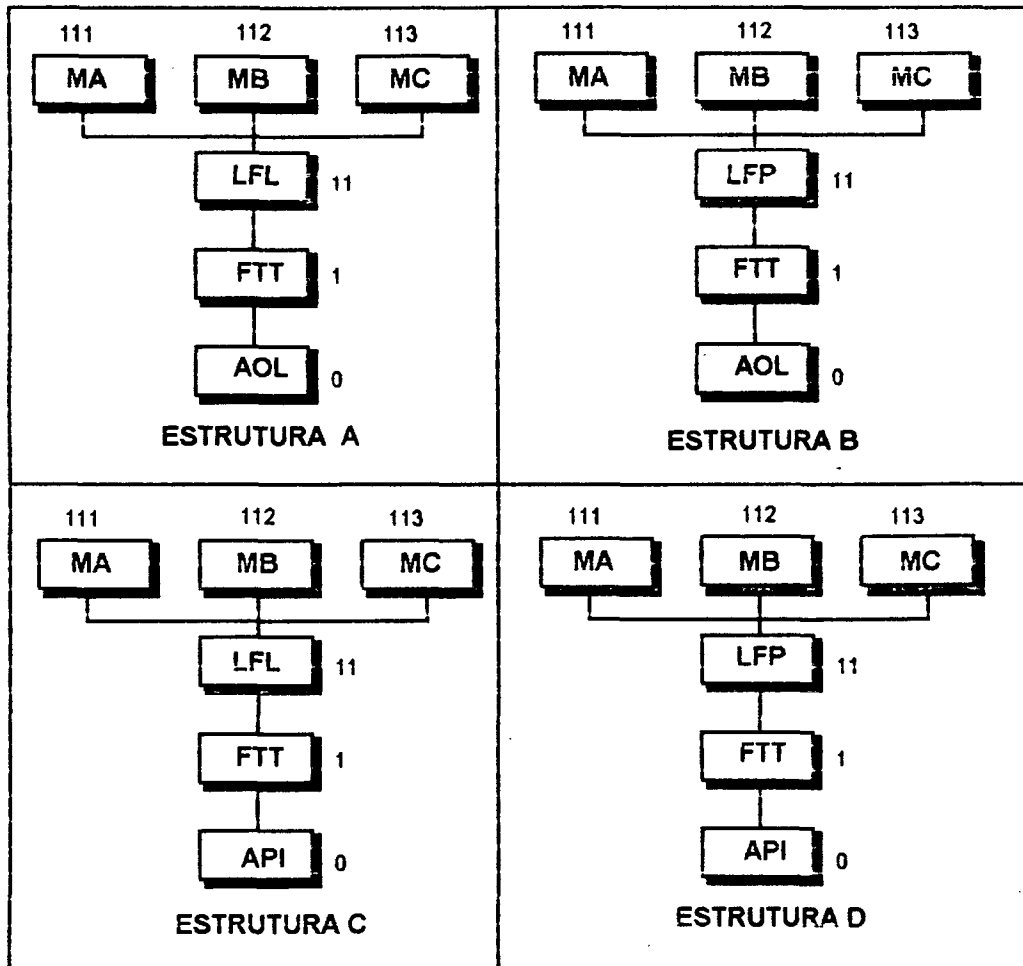 111 112 113
MA MB MC
LFL 11
FTT 1
AOL 0
ESTRUTURA A
111 112 113
MA MB MC
LFP 11
FTT 1
AOL 0
ESTRUTURA B
111 112 113
MA MB MC
LFL 11
FTT 1
API 0
ESTRUTURA C
111 112 113
MA MB MC
LFP 11
FTT 1
API 0
ESTRUTURA D